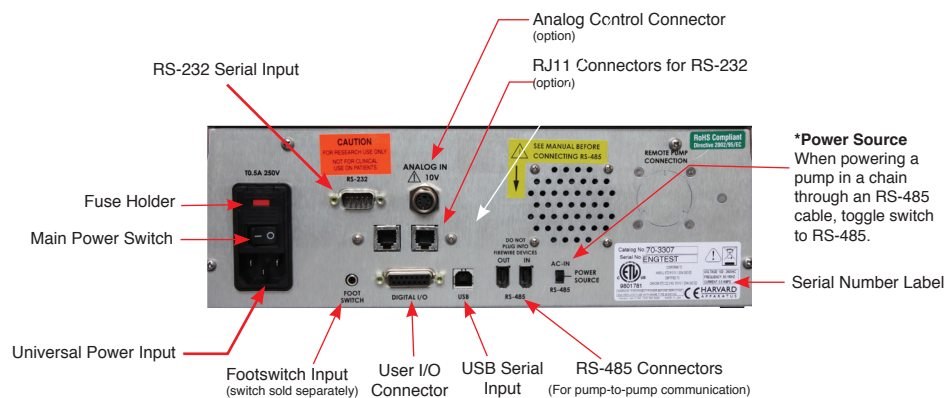 Analog Control Connector
(option)
RJ11 Connectors for RS-232
(option)
RS-232 Serial Input
*Power Source
When powering a
pump in a chain
through an RS-485
cable, toggle switch
to RS-485.
Fuse Holder
Main Power Switch
Universal Power Input
Footswitch Input
(switch sold separately)
User I/O
Connector
USB Serial
Input
RS-485 Connectors
(For pump-to-pump communication)
Serial Number Label
T0.5A 250V
CAUTION
FOR RESEARCH USE ONLY
NOT FOR CLINICAL
USE ON PATIENTS
RS-232
ANALOG IN
10V
SEE MANUAL BEFORE
CONNECTING RS-485
REMOTE PUMP
CONNECTION
RoHS Compliant
Directive 2002/95/EC
FOOT
SWITCH
DIGITAL I/O
USB
DO NOT
PLUG INTO
FIREWIRE DEVICES
OUT IN
RS-485
AC-IN
POWER
SOURCE
RS-485
Catalog No. 70-3307
Serial No. ENGTEST
9801781
HARVARD
APPARATUS